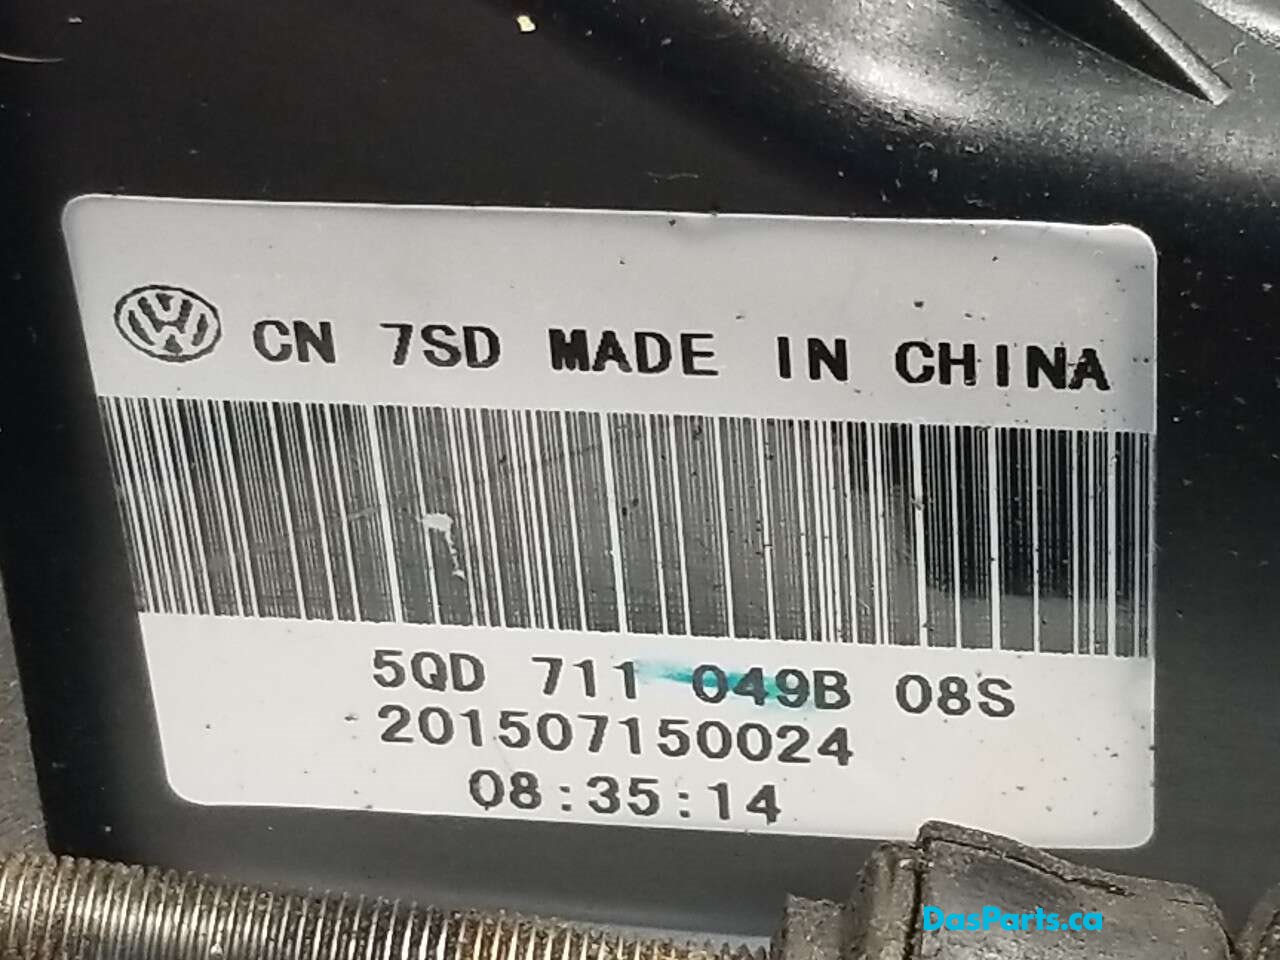 CN 7SD MADE IN CHINA
5QD 711 049B 08S
201507150024
08:35:14
DasParts.ca